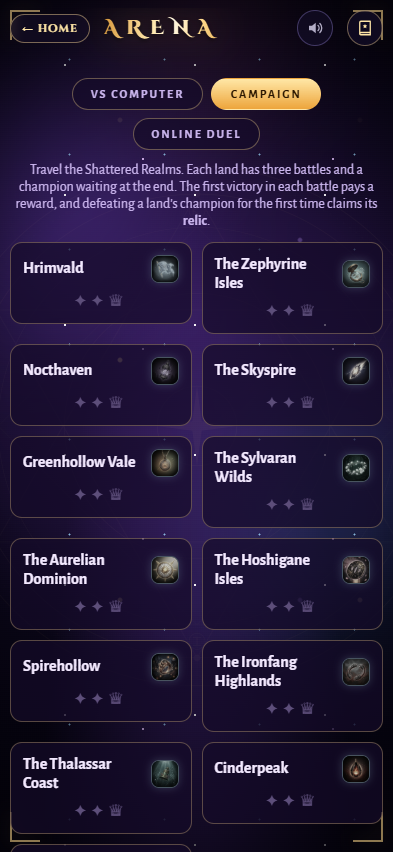 ← HOME
ARENA
VS COMPUTER
CAMPAIGN
ONLINE DUEL
Travel the Shattered Realms. Each land has three battles and a
champion waiting at the end. The first victory in each battle pays a
reward, and defeating a land's champion for the first time claims its
relic.
Hrimvald
The Zephyrine
Isles
Nocthaven
The Skyspire
Greenhollow Vale
The Sylvaran
Wilds
The Aurelian
Dominion
The Hoshigane
Isles
Spirehollow
The Ironfang
Highlands
The Thalassar
Coast
Cinderpeak